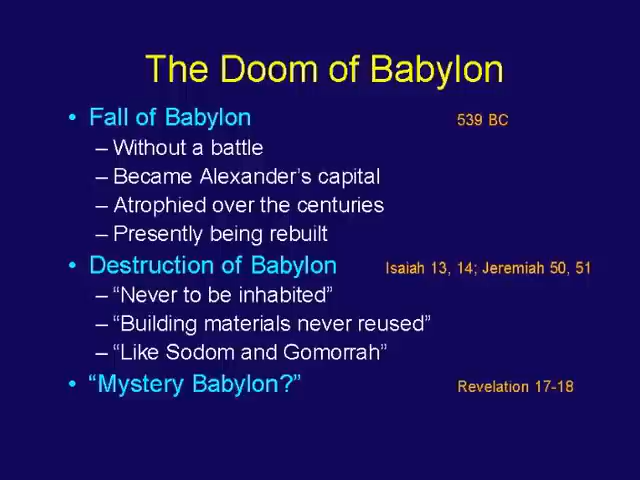 The Doom of Babylon
• Fall of Babylon 539 BC
– Without a battle
– Became Alexander's capital
– Atrophied over the centuries
– Presently being rebuilt
• Destruction of Babylon Isaiah 13, 14; Jeremiah 50, 51
– “Never to be inhabited”
– “Building materials never reused”
– “Like Sodom and Gomorrah”
• “Mystery Babylon?” Revelation 17-18